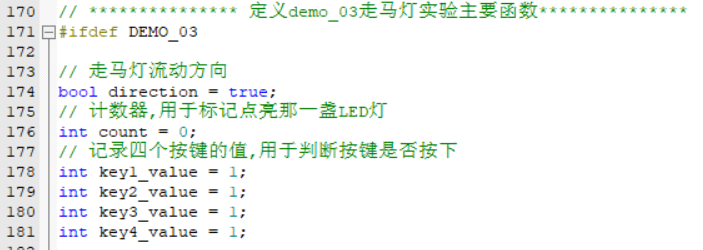 170 // *************** 定义demo_03走马灯实验主要函数***************
171 #ifdef DEMO_03
172
173 // 走马灯流动方向
174 bool direction = true;
175 // 计数器,用于标记点亮那一盏LED灯
176 int count = 0;
177 // 记录四个按键的值,用于判断按键是否按下
178 int key1_value = 1;
179 int key2_value = 1;
180 int key3_value = 1;
181 int key4_value = 1;